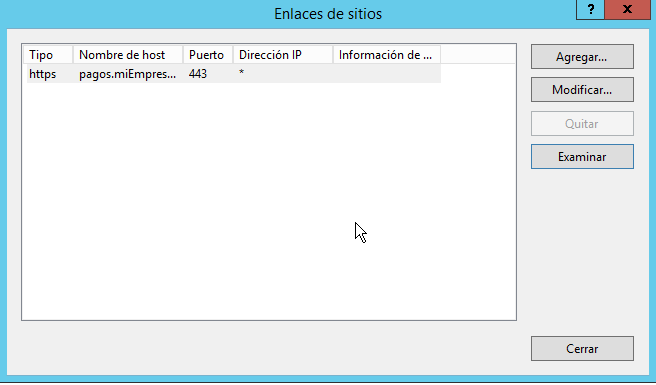 Enlaces de sitios
? x
Tipo Nombre de host Puerto Dirección IP Información de ...
https pagos.miEmpres... 443 *
Agregar...
Modificar...
Quitar
Examinar
Cerrar